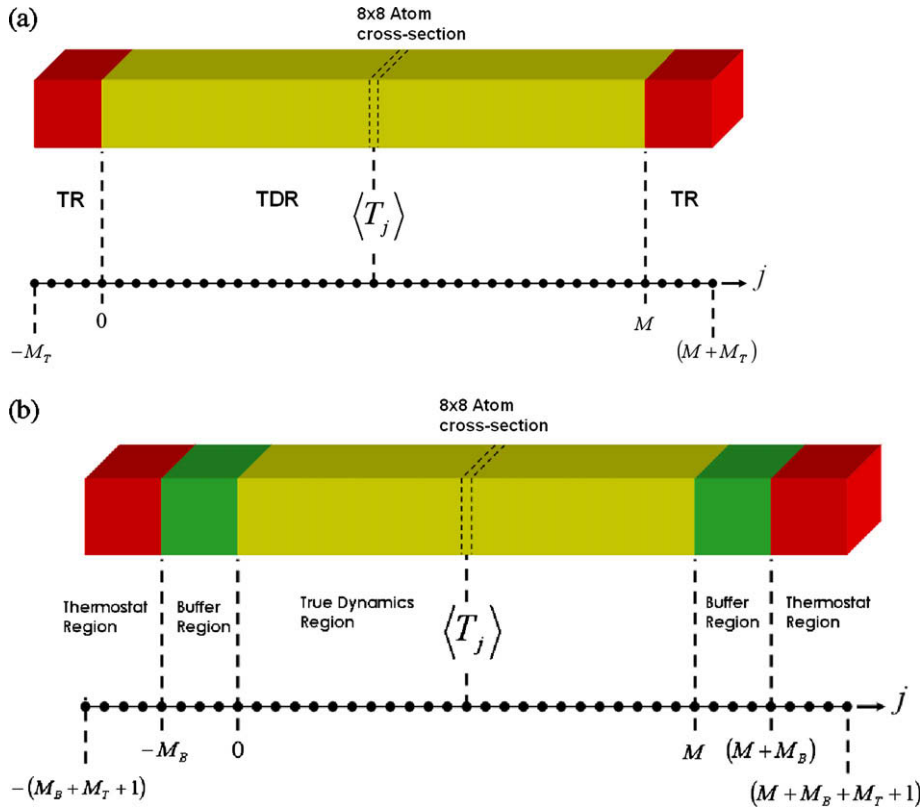 (a)
8x8 Atom
cross-section
TR
TDR
⟨T_j⟩
TR
j
0
M
−M_T
(M + M_T)
(b)
8x8 Atom
cross-section
Thermostat
Region
Buffer
Region
True Dynamics
Region
⟨T_j⟩
Buffer
Region
Thermostat
Region
j
−M_B
0
M
(M + M_B)
−(M_B + M_T + 1)
(M + M_B + M_T + 1)